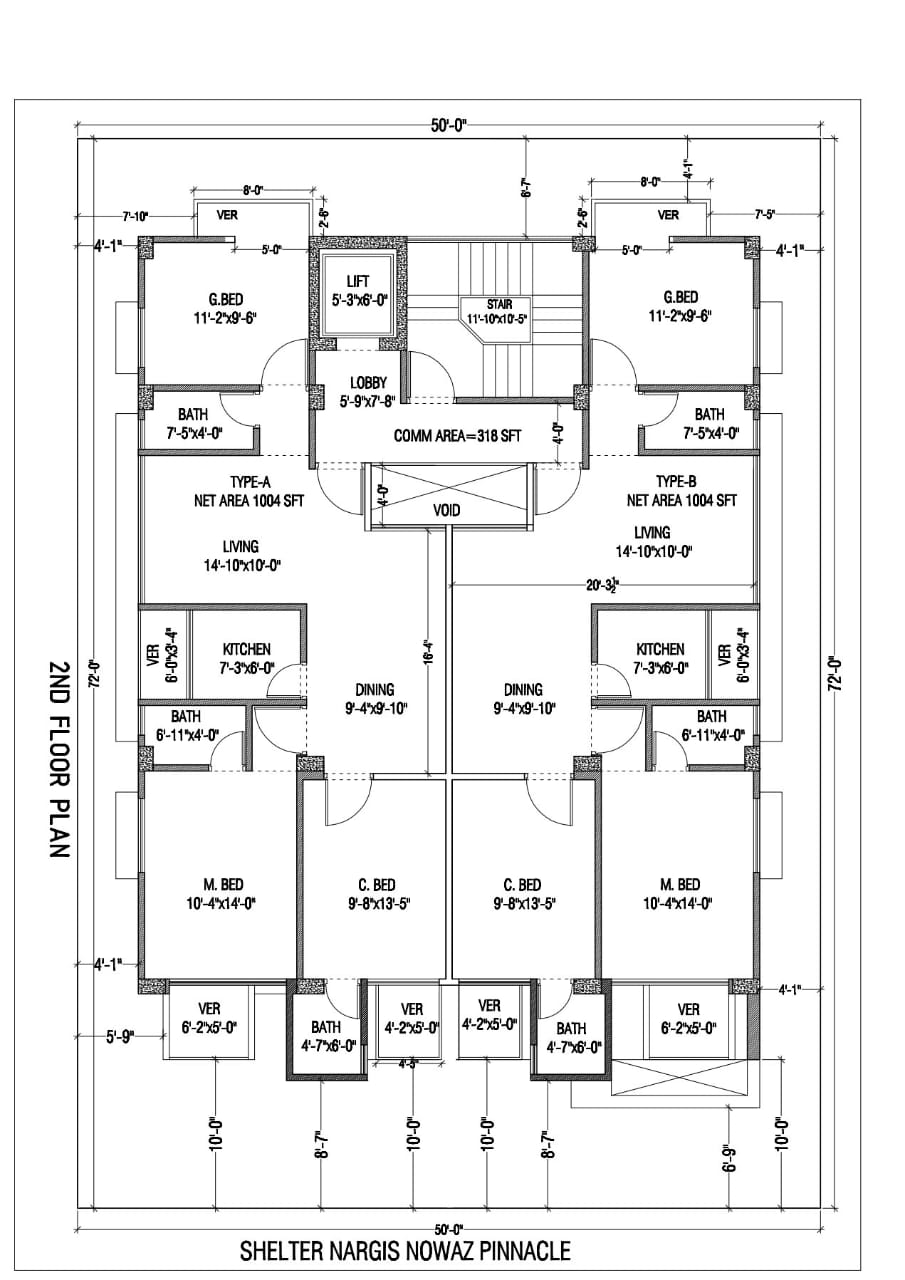 50'-0"
8'-0"
6'-7"
4'-1"
8'-0"
7'-10"
VER
2'-6"
2'-6"
VER
7'-5"
4'-1"
5'-0"
5'-0"
4'-1"
LIFT
5'-3"x6'-0"
G.BED
11'-2"x9'-6"
STAIR
11'-10"x10'-5"
G.BED
11'-2"x9'-6"
LOBBY
5'-9"x7'-8"
BATH
7'-5"x4'-0"
COMM AREA=318 SFT
4'-0"
BATH
7'-5"x4'-0"
TYPE-A
NET AREA 1004 SFT
4'-0"
VOID
TYPE-B
NET AREA 1004 SFT
LIVING
14'-10"x10'-0"
LIVING
14'-10"x10'-0"
20'-3½"
VER
6'-0"x3'-4"
KITCHEN
7'-3"x6'-0"
16'-4"
KITCHEN
7'-3"x6'-0"
VER
6'-0"x3'-4"
2ND FLOOR PLAN
72'-0"
72'-0"
DINING
9'-4"x9'-10"
DINING
9'-4"x9'-10"
BATH
6'-11"x4'-0"
BATH
6'-11"x4'-0"
M. BED
10'-4"x14'-0"
C. BED
9'-8"x13'-5"
C. BED
9'-8"x13'-5"
M. BED
10'-4"x14'-0"
4'-1"
4'-1"
5'-9"
VER
6'-2"x5'-0"
BATH
4'-7"x6'-0"
VER
4'-2"x5'-0"
4'-5"
VER
4'-2"x5'-0"
BATH
4'-7"x6'-0"
VER
6'-2"x5'-0"
10'-0"
8'-7"
10'-0"
10'-0"
8'-7"
6'-9"
10'-0"
50'-0"
SHELTER NARGIS NOWAZ PINNACLE